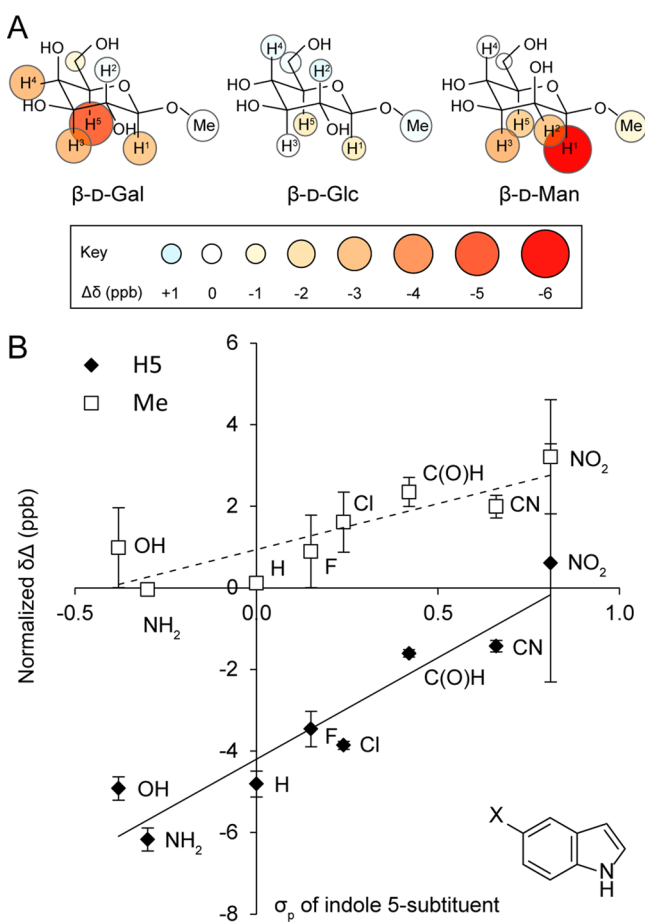 A
HO OH
H⁴ H² O
HO O Me
H⁵ OH
H³ H¹
β-D-Gal
H⁴ OH
HO H² O
HO O Me
H⁵ OH
H³ H¹
β-D-Glc
H⁴ OH OH
HO O
HO O Me
H⁵ H²
H³ H¹
β-D-Man
Key
Δδ (ppb) +1 0 -1 -2 -3 -4 -5 -6
B
6
H5
Me
4
C(O)H NO₂
2 Cl CN
OH
H F NO₂
0
-0.5 0.0 0.5 1.0
NH₂
CN
-2
C(O)H
F
Cl
-4
OH H
-6
NH₂
X
N
H
-8
Normalized δΔ (ppb)
σₚ of indole 5-subtituent